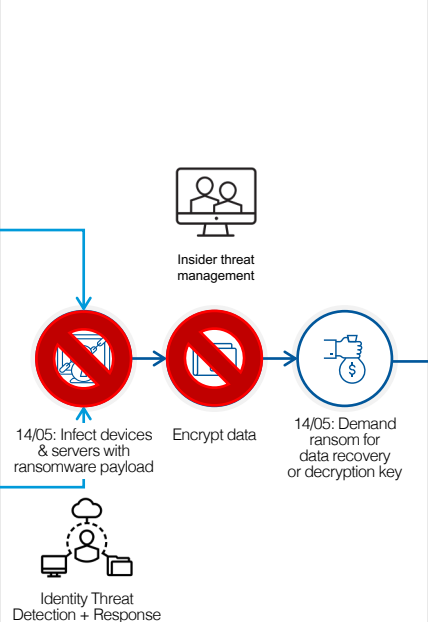 Insider threat
management
14/05: Infect devices
& servers with
ransomware payload
Encrypt data
14/05: Demand
ransom for
data recovery
or decryption key
$
Identity Threat
Detection + Response